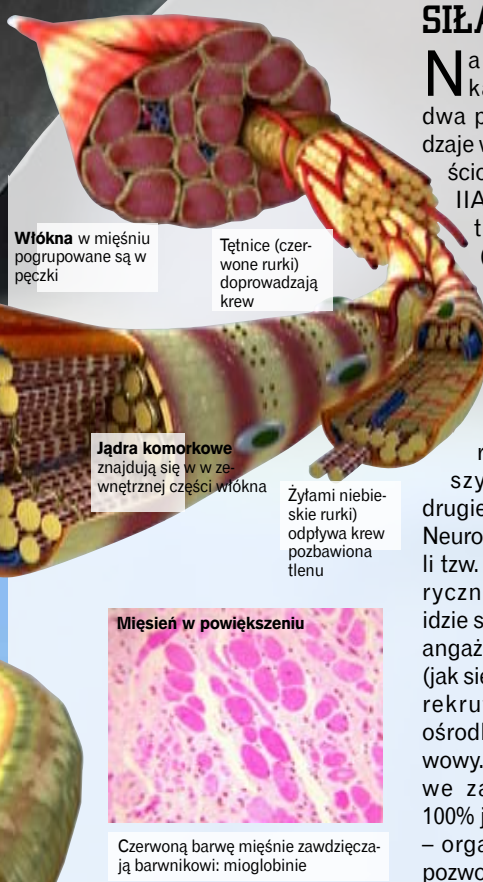 Włókna w mięśniu
pogrupowane są w
pęczki
Tętnice (czer-
wone rurki)
doprowadzają
krew
Jądra komorkowe
znajdują się w w ze-
wnętrznej części włókna
Żyłami niebie-
skie rurki)
odpływa krew
pozbawiona
tlenu
Mięsień w powiększeniu
Czerwoną barwę mięśnie zawdzięcza-
ją barwnikowi: mioglobinie
SIŁA
Na
dwa p
dzaje w
ścio
IIA
szy
drugie
Neuro
li tzw.
ryczn
idzie s
angaż
(jak się
rekru
ośrodk
wowy.
we za
100% j
– orga
pozwo